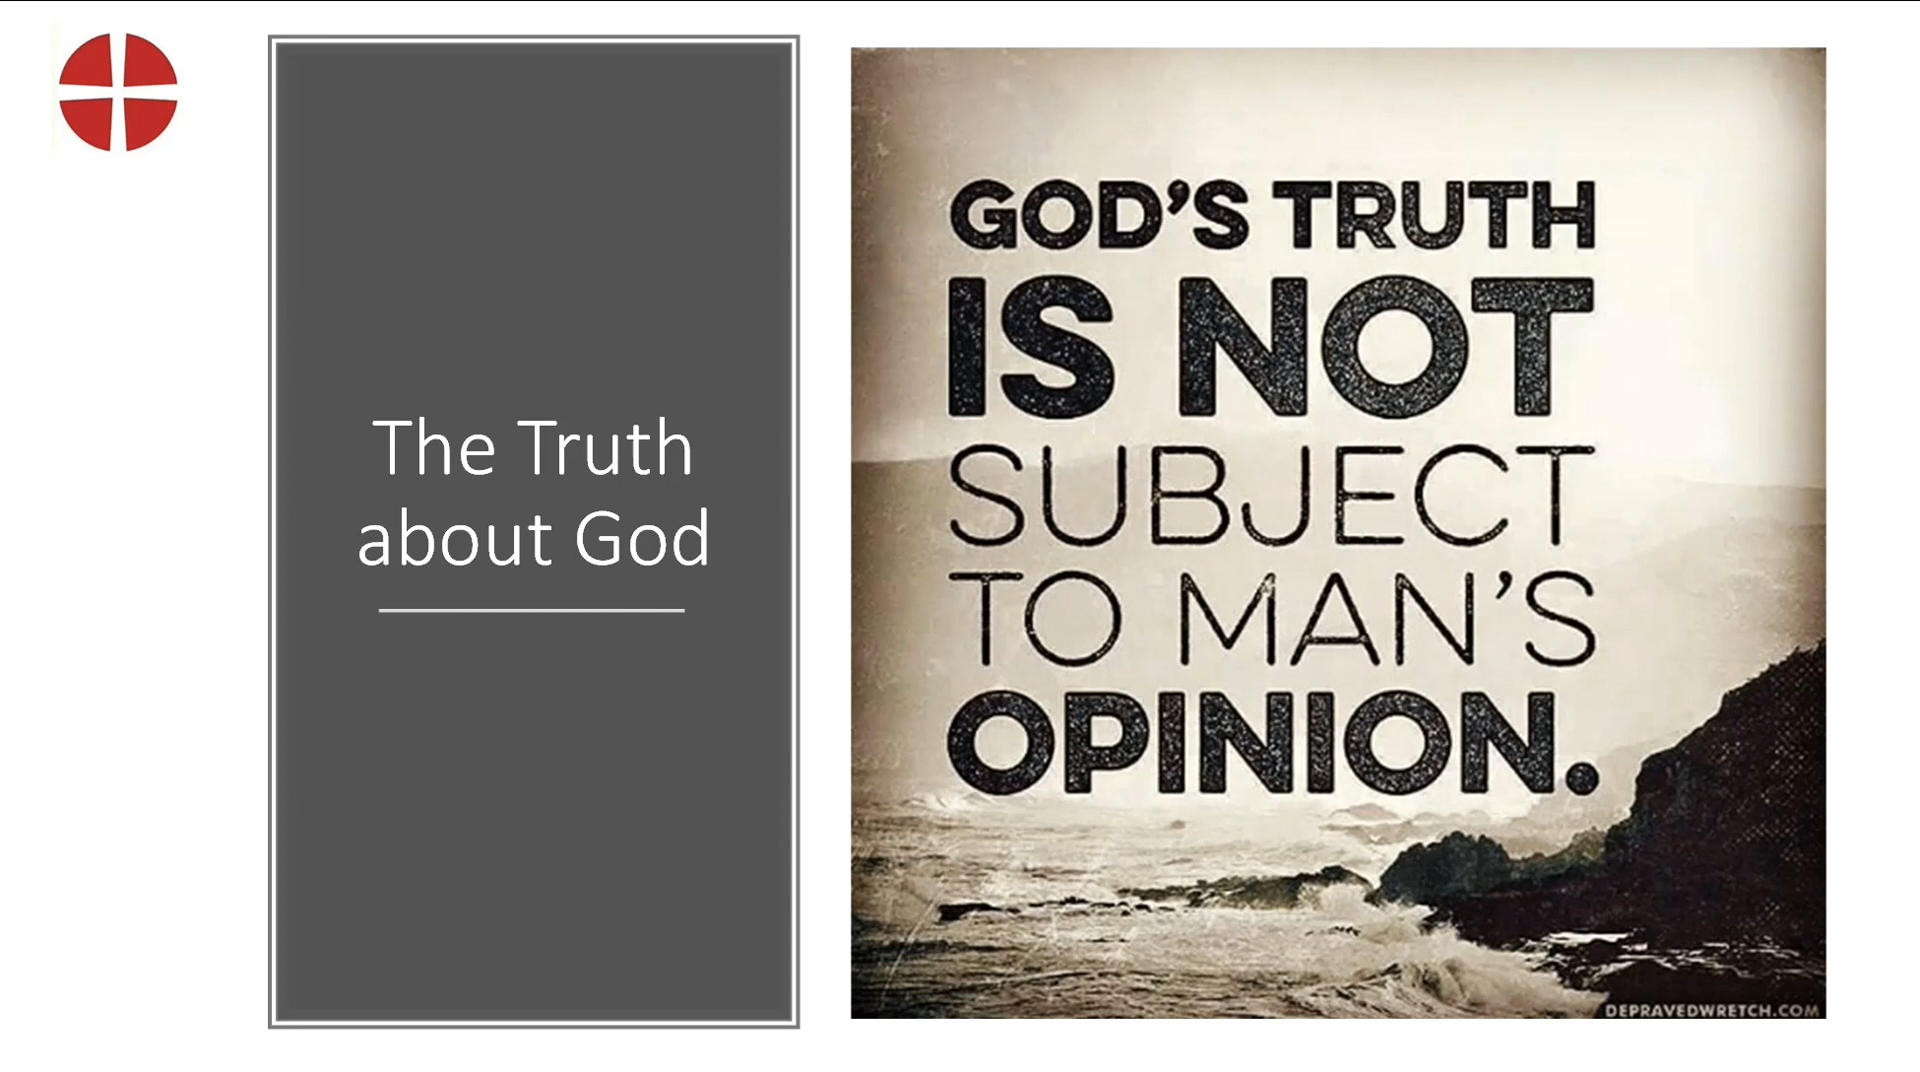 The Truth
about God
GOD'S TRUTH
IS NOT
SUBJECT
TO MAN'S
OPINION.
DEPRAVEDWRETCH.COM